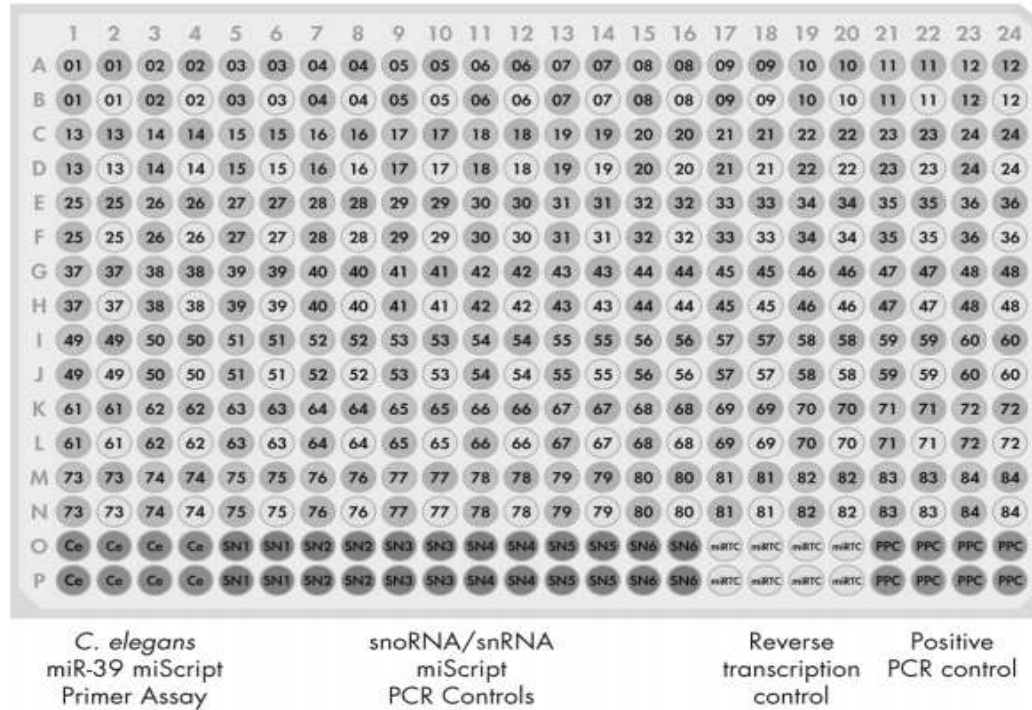 1 2 3 4 5 6 7 8 9 10 11 12 13 14 15 16 17 18 19 20 21 22 23 24
A 01 01 02 02 03 03 04 04 05 05 06 06 07 07 08 08 09 09 10 10 11 11 12 12
B 01 01 02 02 03 03 04 04 05 05 06 06 07 07 08 08 09 09 10 10 11 11 12 12
C 13 13 14 14 15 15 16 16 17 17 18 18 19 19 20 20 21 21 22 22 23 23 24 24
D 13 13 14 14 15 15 16 16 17 17 18 18 19 19 20 20 21 21 22 22 23 23 24 24
E 25 25 26 26 27 27 28 28 29 29 30 30 31 31 32 32 33 33 34 34 35 35 36 36
F 25 25 26 26 27 27 28 28 29 29 30 30 31 31 32 32 33 33 34 34 35 35 36 36
G 37 37 38 38 39 39 40 40 41 41 42 42 43 43 44 44 45 45 46 46 47 47 48 48
H 37 37 38 38 39 39 40 40 41 41 42 42 43 43 44 44 45 45 46 46 47 47 48 48
I 49 49 50 50 51 51 52 52 53 53 54 54 55 55 56 56 57 57 58 58 59 59 60 60
J 49 49 50 50 51 51 52 52 53 53 54 54 55 55 56 56 57 57 58 58 59 59 60 60
K 61 61 62 62 63 63 64 64 65 65 66 66 67 67 68 68 69 69 70 70 71 71 72 72
L 61 61 62 62 63 63 64 64 65 65 66 66 67 67 68 68 69 69 70 70 71 71 72 72
M 73 73 74 74 75 75 76 76 77 77 78 78 79 79 80 80 81 81 82 82 83 83 84 84
N 73 73 74 74 75 75 76 76 77 77 78 78 79 79 80 80 81 81 82 82 83 83 84 84
O Ce Ce Ce Ce SN1 SN1 SN2 SN2 SN3 SN3 SN4 SN4 SN5 SN5 SN6 SN6 miRTC miRTC miRTC miRTC PPC PPC PPC PPC
P Ce Ce Ce Ce SN1 SN1 SN2 SN2 SN3 SN3 SN4 SN4 SN5 SN5 SN6 SN6 miRTC miRTC miRTC miRTC PPC PPC PPC PPC
C. elegans
miR-39 miScript
Primer Assay
snoRNA/snRNA
miScript
PCR Controls
Reverse
transcription
control
Positive
PCR control